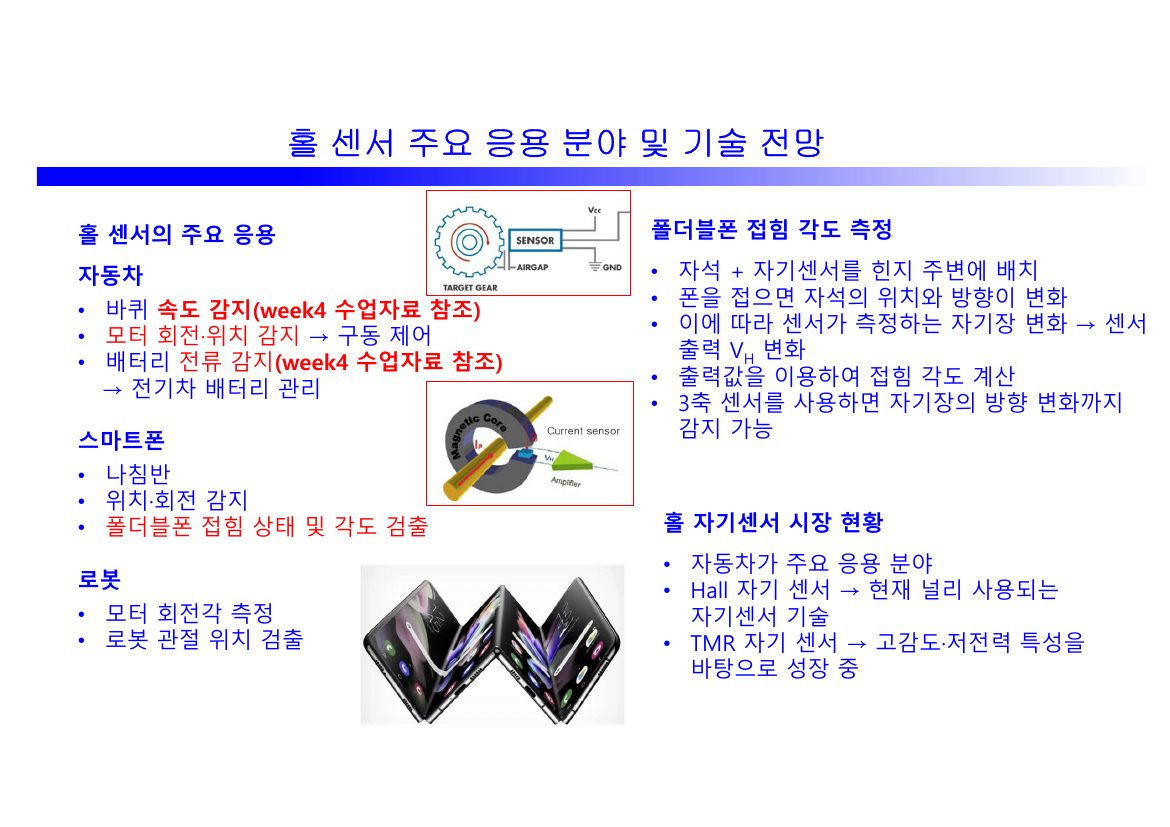 홀 센서 주요 응용 분야 및 기술 전망
홀 센서의 주요 응용
자동차
• 바퀴 속도 감지(week4 수업자료 참조)
• 모터 회전·위치 감지 → 구동 제어
• 배터리 전류 감지(week4 수업자료 참조)
→ 전기차 배터리 관리
스마트폰
• 나침반
• 위치·회전 감지
• 폴더블폰 접힘 상태 및 각도 검출
로봇
• 모터 회전각 측정
• 로봇 관절 위치 검출
Vcc
SENSOR
AIRGAP
GND
TARGET GEAR
Magnetic Core
Current sensor
IP
VH
Amplifier
폴더블폰 접힘 각도 측정
• 자석 + 자기센서를 힌지 주변에 배치
• 폰을 접으면 자석의 위치와 방향이 변화
• 이에 따라 센서가 측정하는 자기장 변화 → 센서
출력 VH 변화
• 출력값을 이용하여 접힘 각도 계산
• 3축 센서를 사용하면 자기장의 방향 변화까지
감지 가능
홀 자기센서 시장 현황
• 자동차가 주요 응용 분야
• Hall 자기 센서 → 현재 널리 사용되는
자기센서 기술
• TMR 자기 센서 → 고감도·저전력 특성을
바탕으로 성장 중